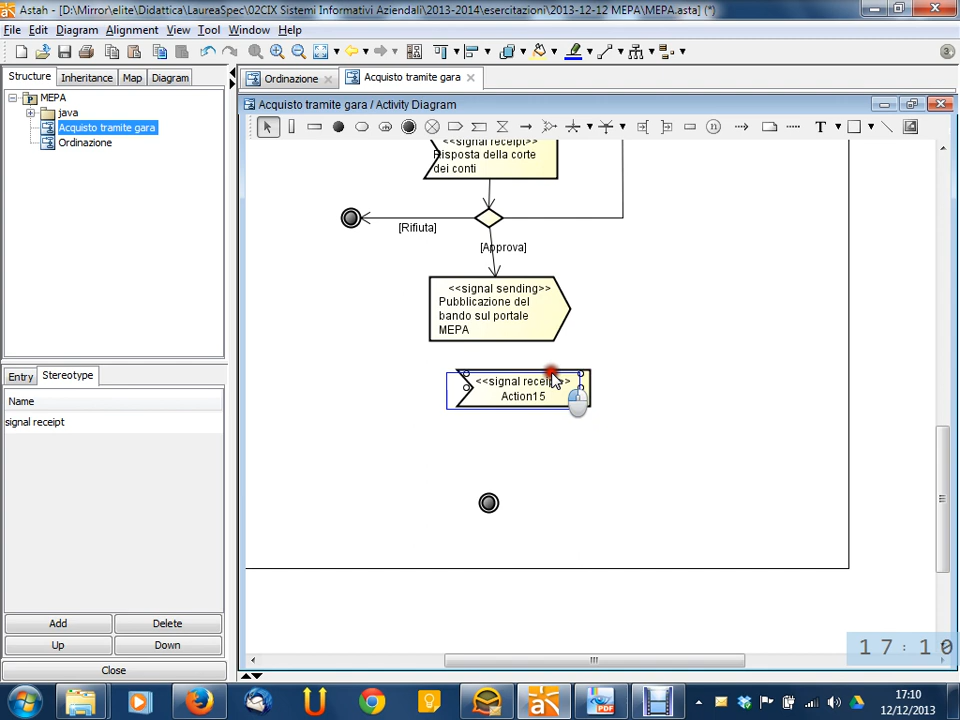 Astah - [D:\Mirror\elite\Didattica\LaureaSpec\02CIX Sistemi Informativi Aziendali\2013-2014\esercitazioni\2013-12-12 MEPA\MEPA.asta] (*)
File Edit Diagram Alignment View Tool Window Help
Structure Inheritance Map Diagram
Ordinazione Acquisto tramite gara
MEPA
java
Acquisto tramite gara
Ordinazione
Acquisto tramite gara / Activity Diagram
<<signal receipt>>
Risposta della corte
dei conti
[Rifiuta]
[Approva]
<<signal sending>>
Pubblicazione del
bando sul portale
MEPA
<<signal receipt>>
Action15
Entry Stereotype
Name
signal receipt
Add Delete
Up Down
Close
17:10
17:10
12/12/2013